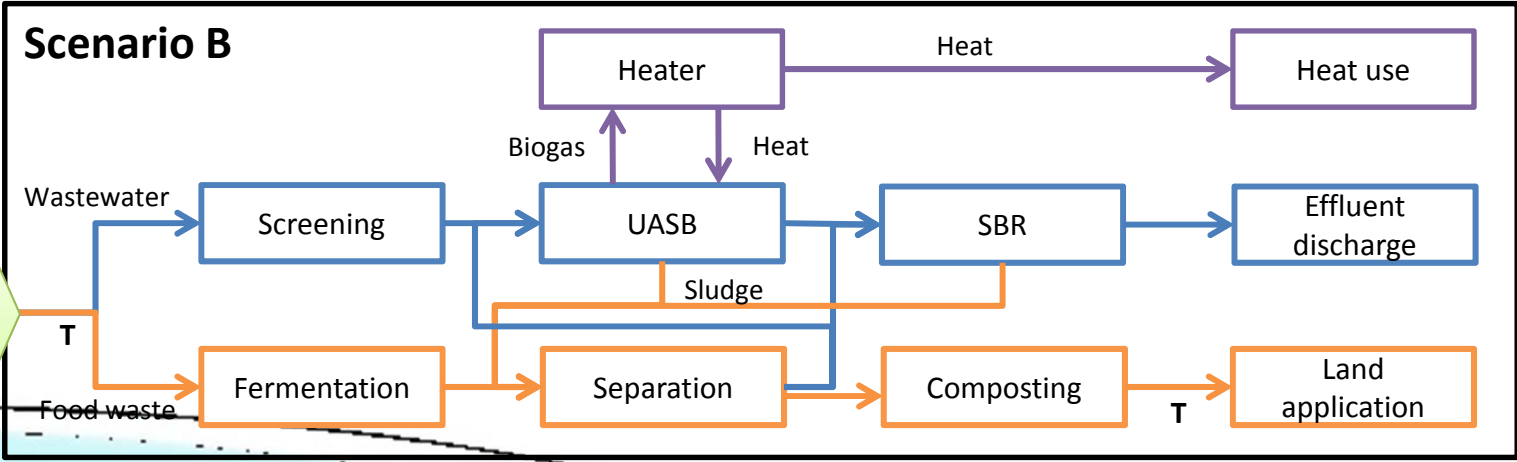 Scenario B
Heater
Heat
Heat use
Biogas
Heat
Wastewater
Screening
UASB
SBR
Effluent
discharge
Sludge
T
Fermentation
Separation
Composting
Land
application
Food waste
T